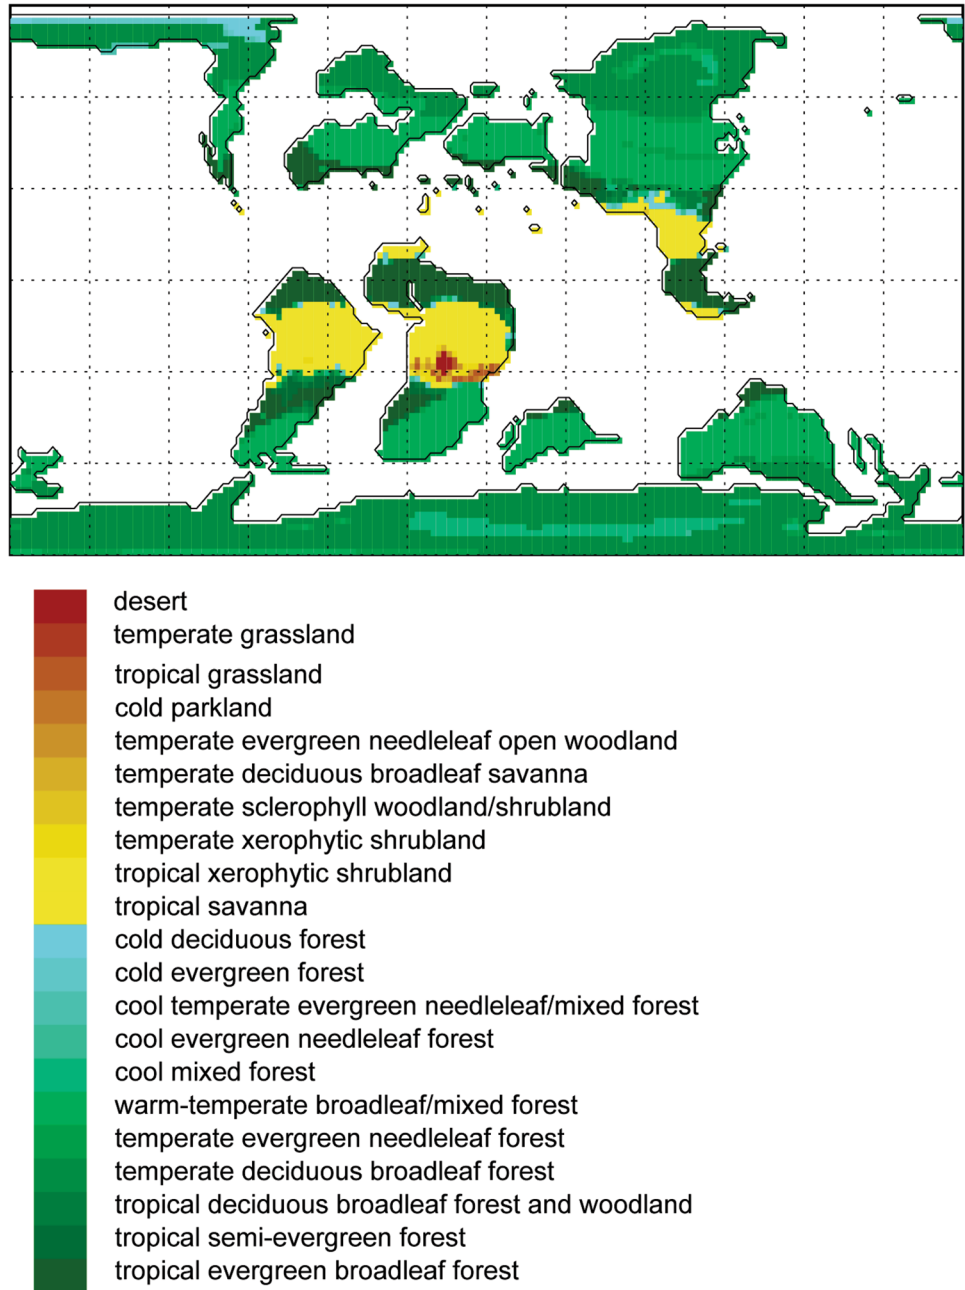 desert
temperate grassland
tropical grassland
cold parkland
temperate evergreen needleleaf open woodland
temperate deciduous broadleaf savanna
temperate sclerophyll woodland/shrubland
temperate xerophytic shrubland
tropical xerophytic shrubland
tropical savanna
cold deciduous forest
cold evergreen forest
cool temperate evergreen needleleaf/mixed forest
cool evergreen needleleaf forest
cool mixed forest
warm-temperate broadleaf/mixed forest
temperate evergreen needleleaf forest
temperate deciduous broadleaf forest
tropical deciduous broadleaf forest and woodland
tropical semi-evergreen forest
tropical evergreen broadleaf forest